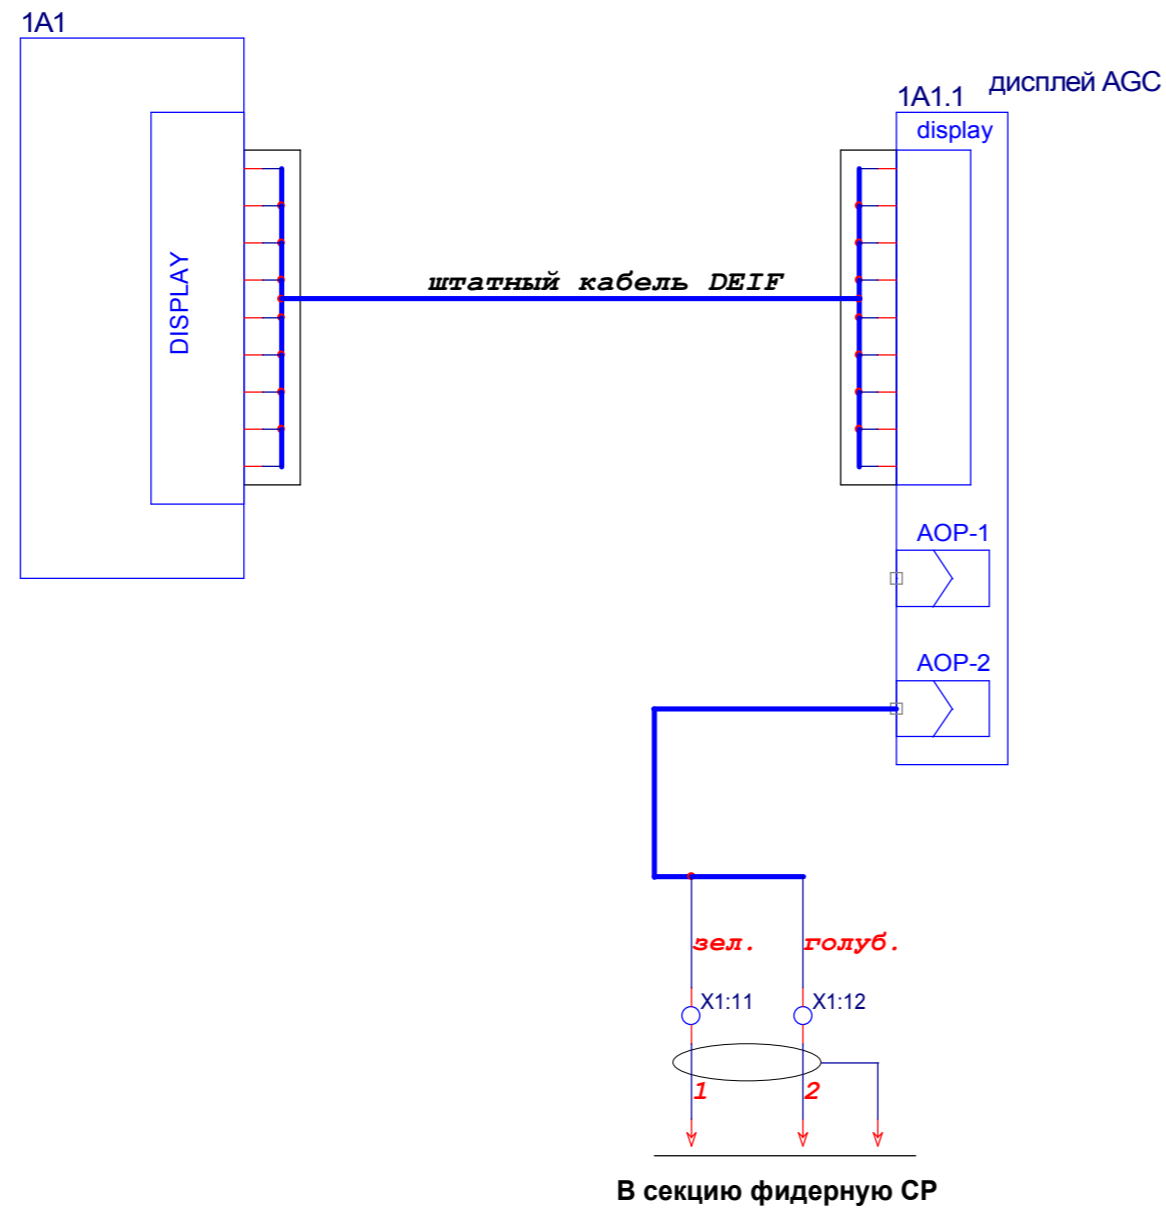 1A1
дисплей AGC
1A1.1
display
DISPLAY
штатный кабель DEIF
AOP-1
AOP-2
зел.
голуб.
X1:11
X1:12
1
2
В секцию фидерную СР